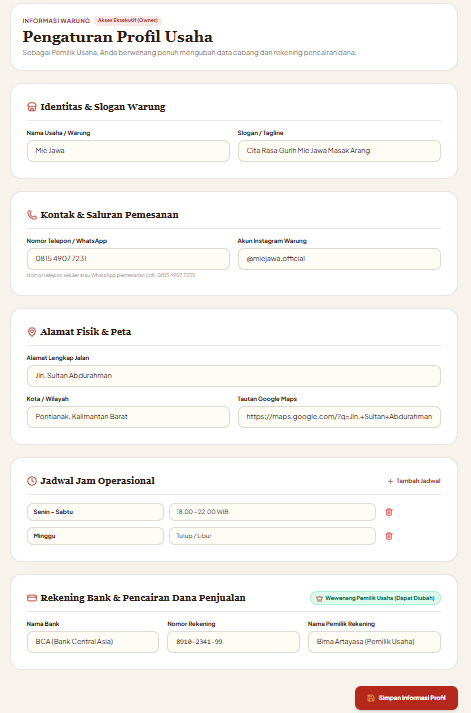 INFORMASI WARUNG Akses Eksekutif (Owner)
Pengaturan Profil Usaha
Sebagai Pemilik Usaha, Anda berwenang penuh mengubah data cabang dan rekening pencairan dana.
Identitas & Slogan Warung
Nama Usaha / Warung Slogan / Tagline
Mie Jawa Cita Rasa Gurih Mie Jawa Masak Arang
Kontak & Saluran Pemesanan
Nomor Telepon / WhatsApp Akun Instagram Warung
0815 4907 7231 @miejawa.official
Nomor telepon seluler atau WhatsApp pemesanan (cth: 0815 4907 7231)
Alamat Fisik & Peta
Alamat Lengkap Jalan
Jln. Sultan Abdurahman
Kota / Wilayah Tautan Google Maps
Pontianak, Kalimantan Barat https://maps.google.com/?q=Jln.+Sultan+Abdurahman
Jadwal Jam Operasional + Tambah Jadwal
Senin - Sabtu 18.00 - 22.00 WIB
Minggu Tutup / Libur
Rekening Bank & Pencairan Dana Penjualan Wewenang Pemilik Usaha (Dapat Diubah)
Nama Bank Nomor Rekening Nama Pemilik Rekening
BCA (Bank Central Asia) 8910-2341-99 Bima Artayasa (Pemilik Usaha)
Simpan Informasi Profil